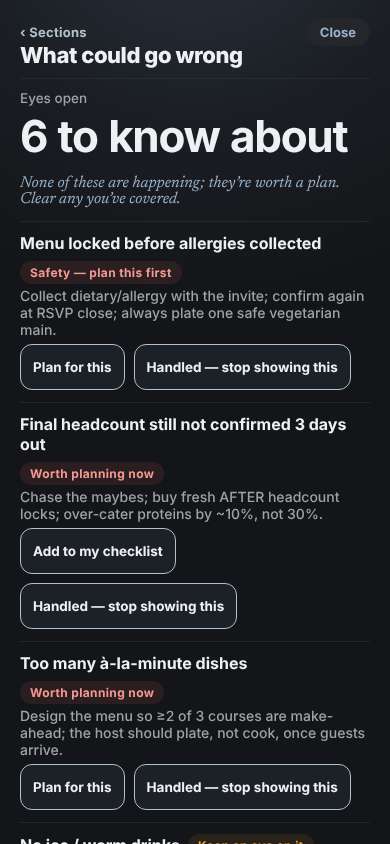 ‹ Sections
Close
What could go wrong
Eyes open
6 to know about
None of these are happening; they’re worth a plan.
Clear any you’ve covered.
Menu locked before allergies collected
Safety — plan this first
Collect dietary/allergy with the invite; confirm again
at RSVP close; always plate one safe vegetarian
main.
Plan for this
Handled — stop showing this
Final headcount still not confirmed 3 days
out
Worth planning now
Chase the maybes; buy fresh AFTER headcount
locks; over-cater proteins by ~10%, not 30%.
Add to my checklist
Handled — stop showing this
Too many à-la-minute dishes
Worth planning now
Design the menu so ≥2 of 3 courses are make-
ahead; the host should plate, not cook, once guests
arrive.
Plan for this
Handled — stop showing this
No ice / warm drinks
Keep an eye on it